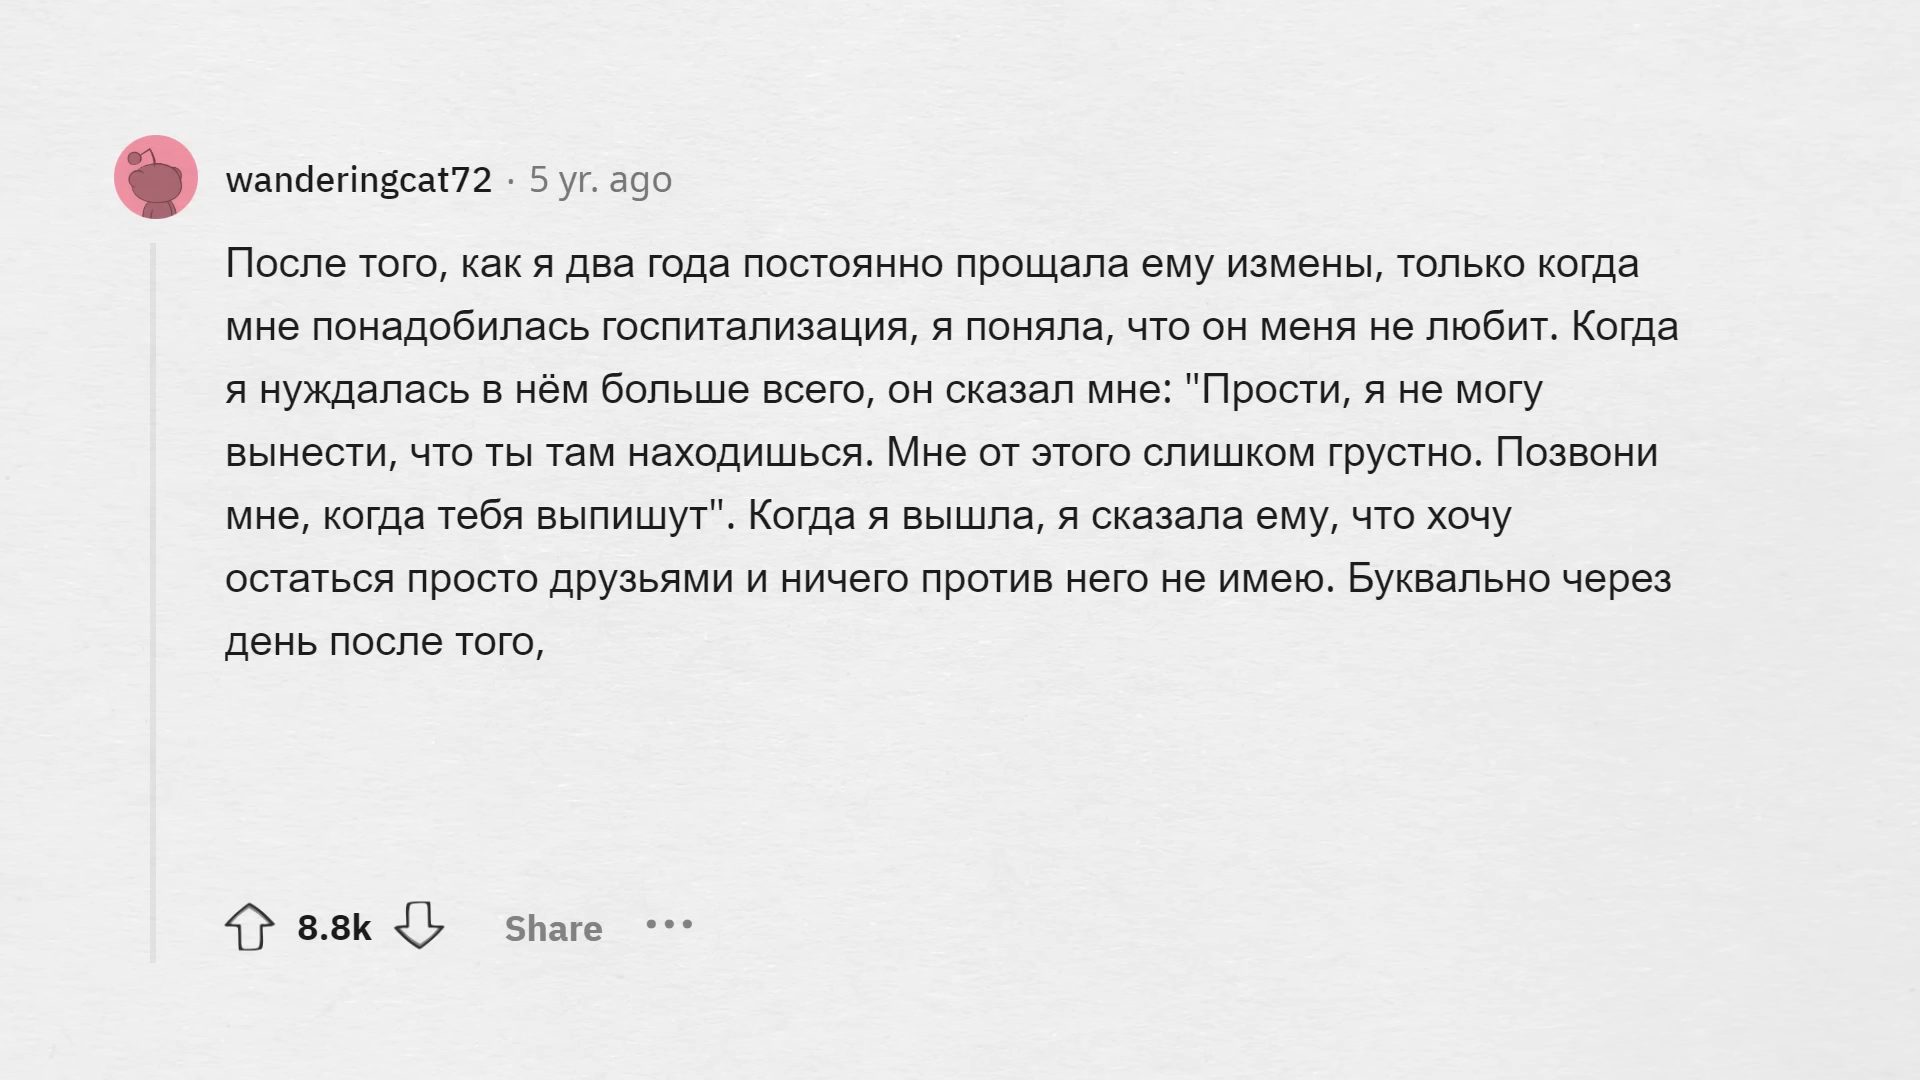 wanderingcat72 · 5 yr. ago
После того, как я два года постоянно прощала ему измены, только когда
мне понадобилась госпитализация, я поняла, что он меня не любит. Когда
я нуждалась в нём больше всего, он сказал мне: "Прости, я не могу
вынести, что ты там находишься. Мне от этого слишком грустно. Позвони
мне, когда тебя выпишут". Когда я вышла, я сказала ему, что хочу
остаться просто друзьями и ничего против него не имею. Буквально через
день после того,
8.8k Share